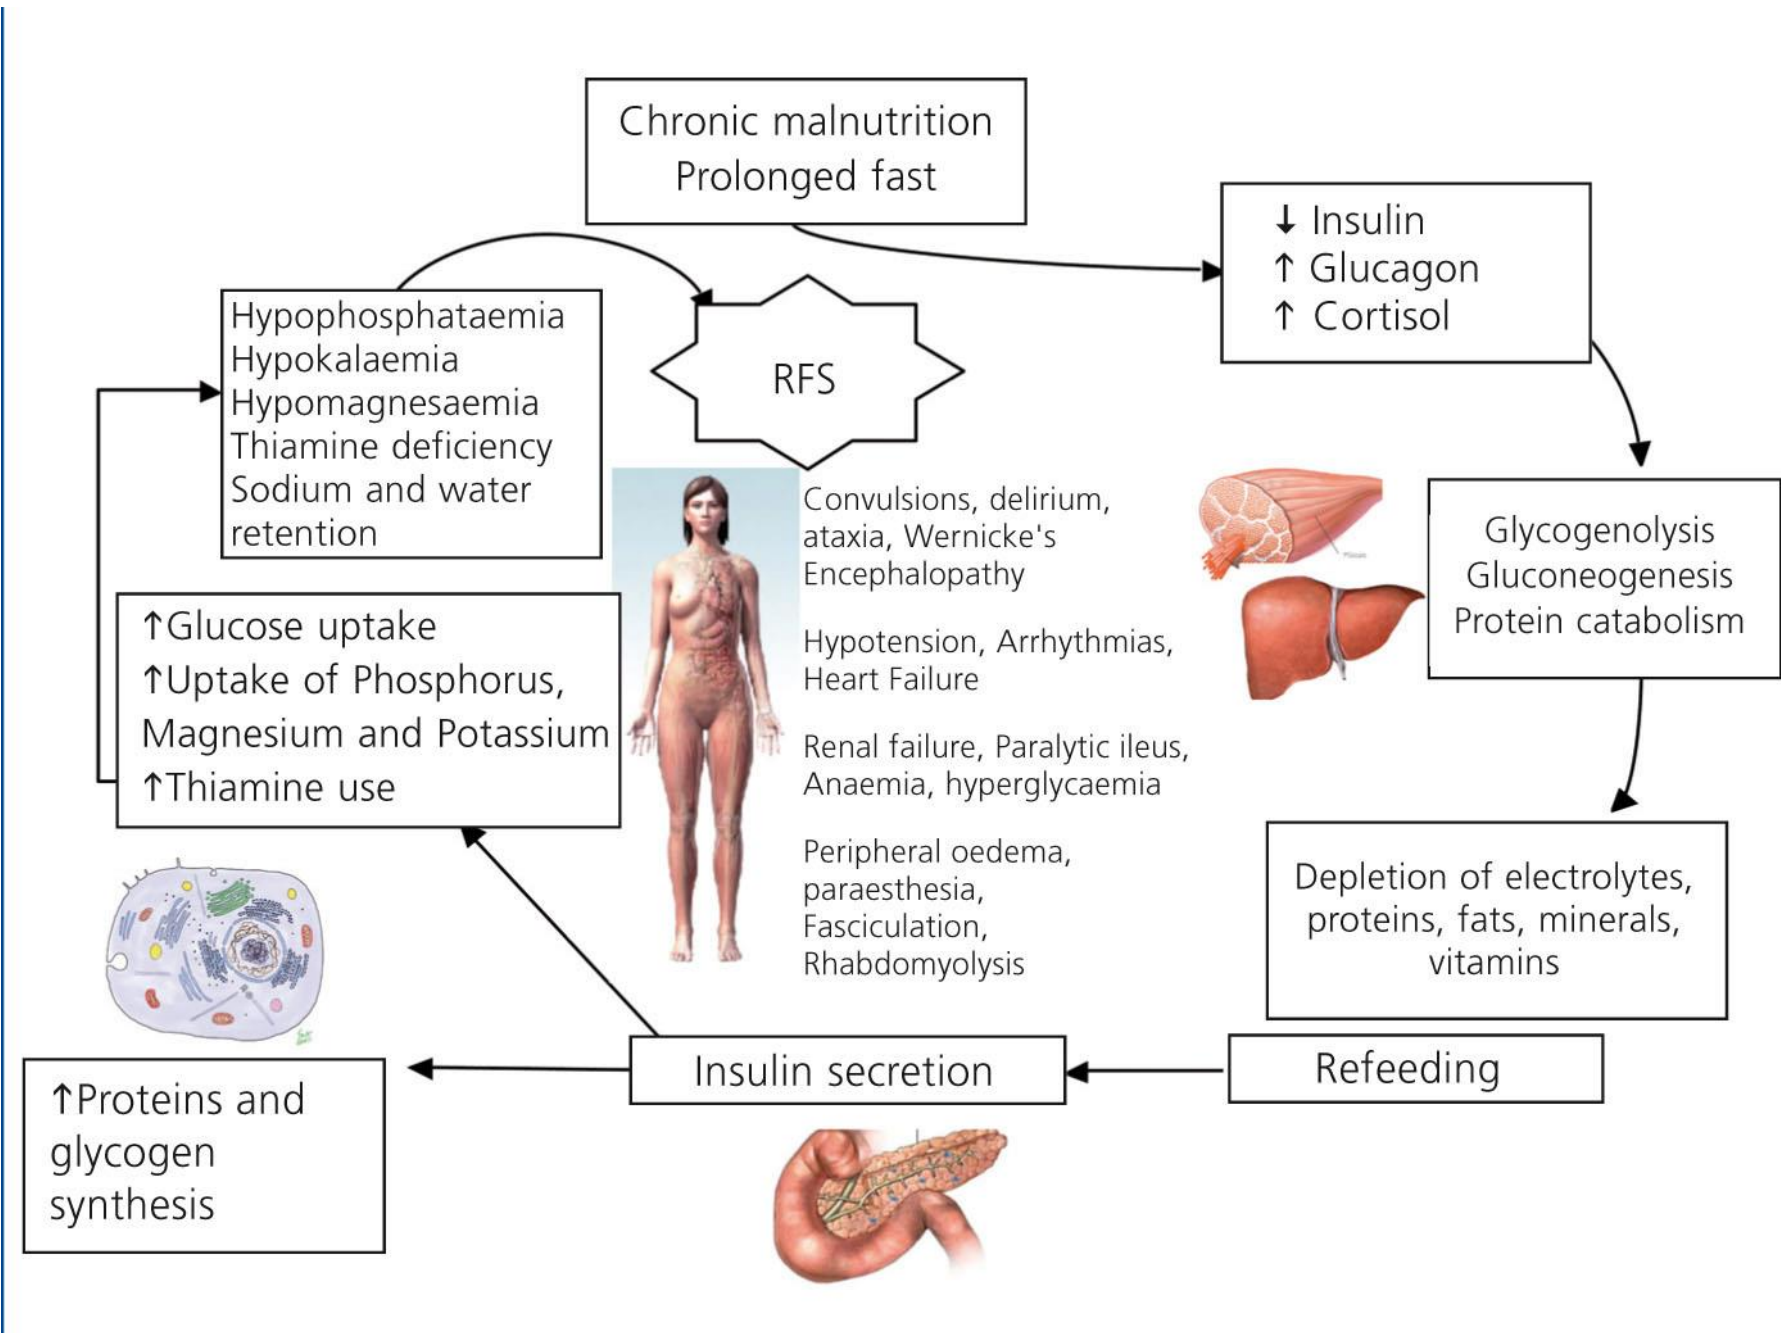 Chronic malnutrition
Prolonged fast
↓ Insulin
↑ Glucagon
↑ Cortisol
Hypophosphataemia
Hypokalaemia
Hypomagnesaemia
Thiamine deficiency
Sodium and water
retention
RFS
Convulsions, delirium,
ataxia, Wernicke's
Encephalopathy
Hypotension, Arrhythmias,
Heart Failure
Renal failure, Paralytic ileus,
Anaemia, hyperglycaemia
Peripheral oedema,
paraesthesia,
Fasciculation,
Rhabdomyolysis
Glycogenolysis
Gluconeogenesis
Protein catabolism
↑Glucose uptake
↑Uptake of Phosphorus,
Magnesium and Potassium
↑Thiamine use
Depletion of electrolytes,
proteins, fats, minerals,
vitamins
Refeeding
Insulin secretion
↑Proteins and
glycogen
synthesis